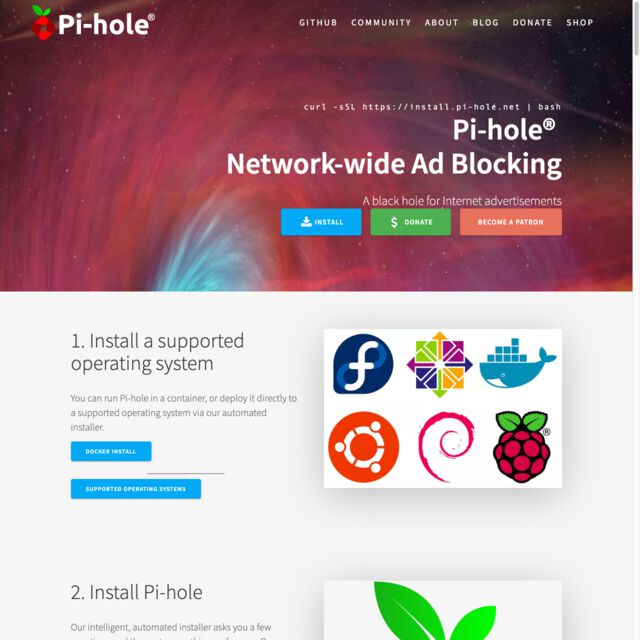 Pi-hole®
GITHUB COMMUNITY ABOUT BLOG DONATE SHOP
curl -sSL https://install.pi-hole.net | bash
Pi-hole®
Network-wide Ad Blocking
A black hole for Internet advertisements
INSTALL
$ DONATE
BECOME A PATRON
1. Install a supported
operating system
You can run Pi-hole in a container, or deploy it directly to
a supported operating system via our automated
installer.
DOCKER INSTALL
SUPPORTED OPERATING SYSTEMS
®
2. Install Pi-hole
Our intelligent, automated installer asks you a few